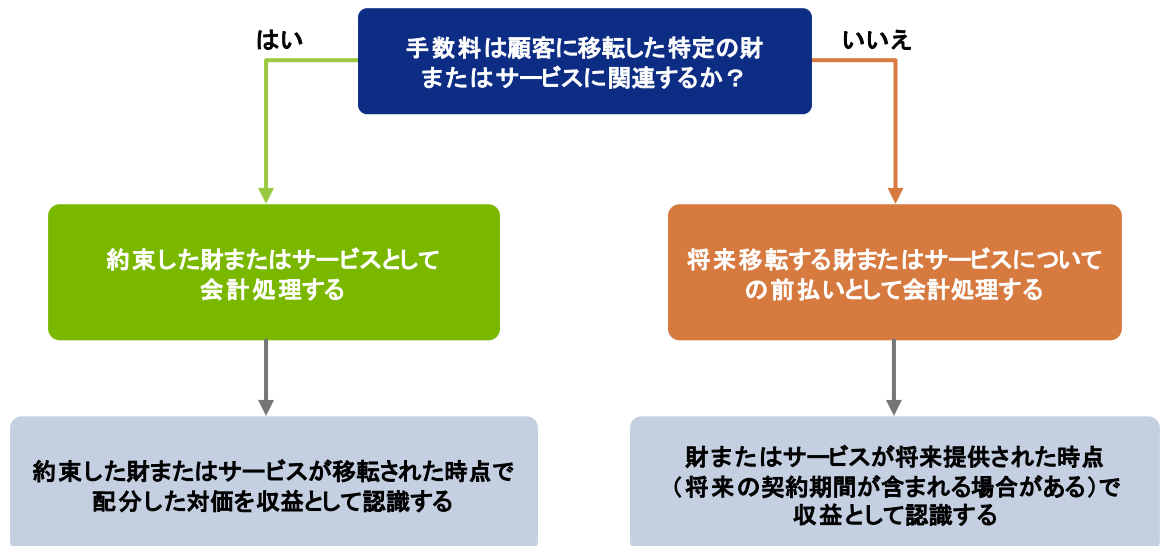 はい
手数料は顧客に移転した特定の財
またはサービスに関連するか？
いいえ
約束した財またはサービスとして
会計処理する
将来移転する財またはサービスについて
の前払いとして会計処理する
約束した財またはサービスが移転された時点で
配分した対価を収益として認識する
財またはサービスが将来提供された時点
（将来の契約期間が含まれる場合がある）で
収益として認識する